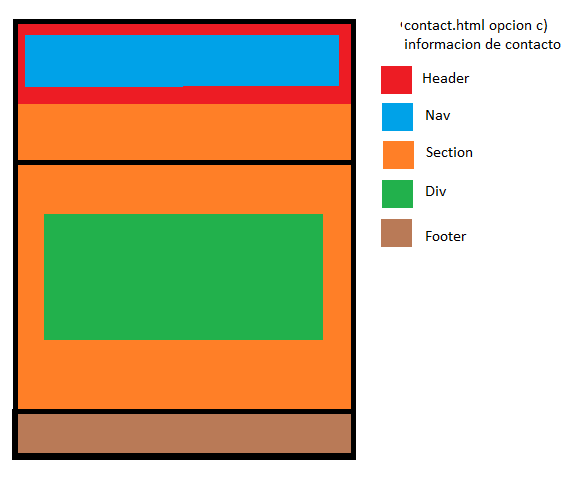 contact.html opcion c)
informacion de contacto
Header
Nav
Section
Div
Footer